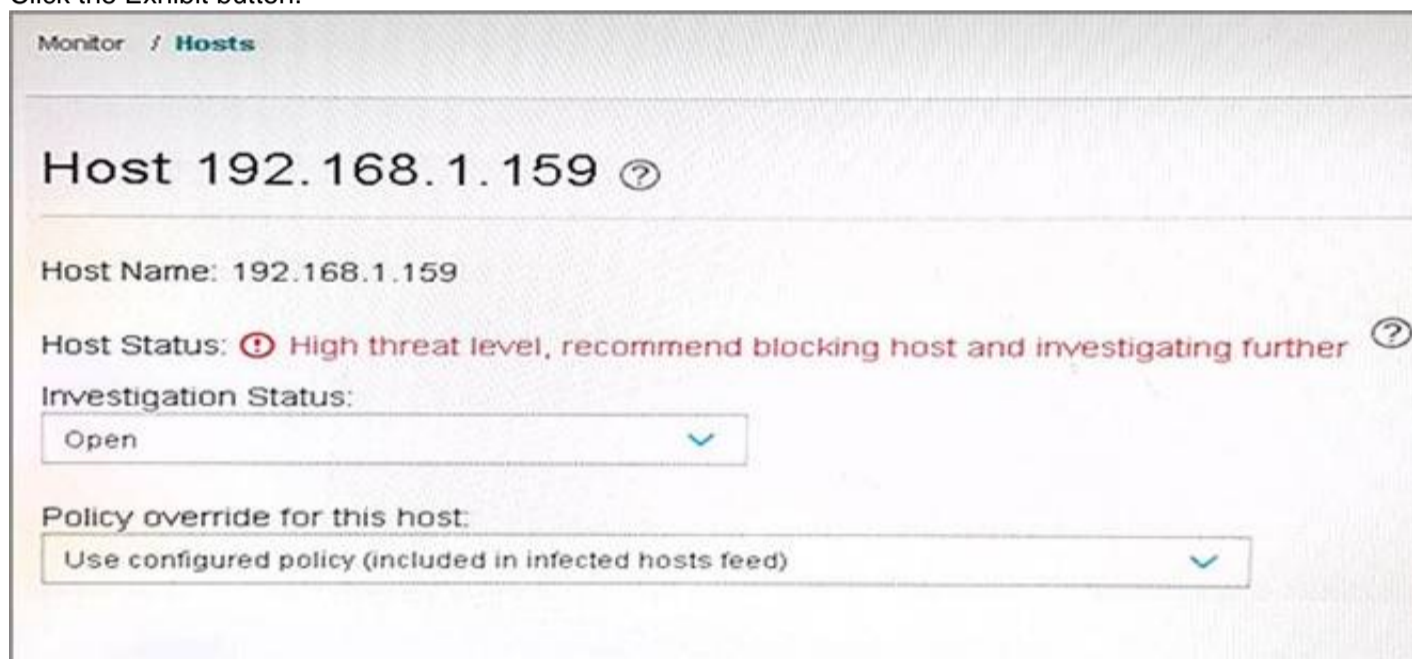 Click the Exhibit button.
Monitor / Hosts
Host 192.168.1.159 ?
Host Name: 192.168.1.159
Host Status: ! High threat level, recommend blocking host and investigating further ?
Investigation Status:
Open
Policy override for this host:
Use configured policy (included in infected hosts feed)